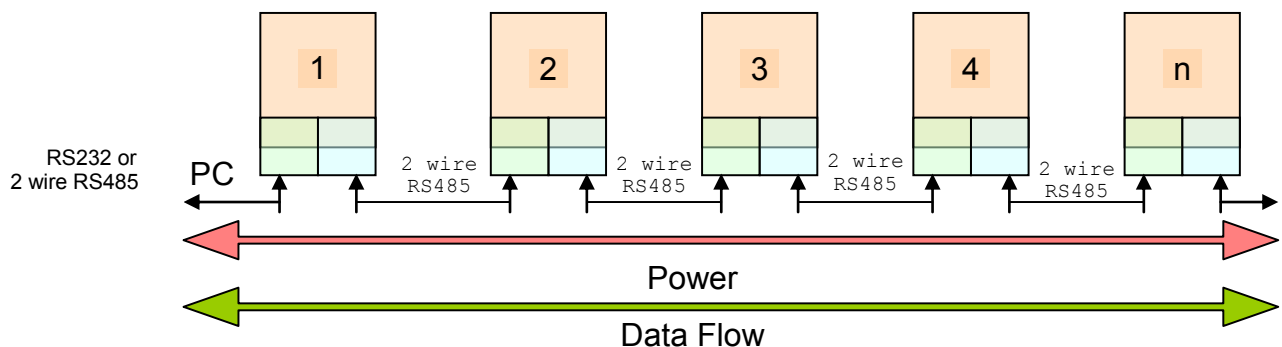 1
2
3
4
n
RS232 or
2 wire RS485
PC
2 wire
RS485
2 wire
RS485
2 wire
RS485
2 wire
RS485
Power
Data Flow